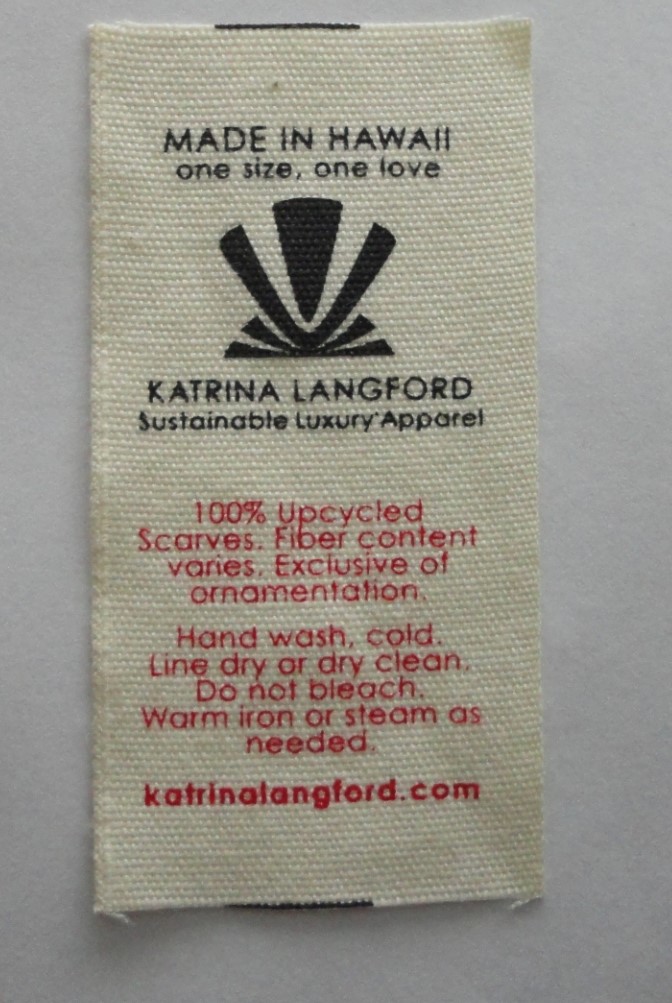 MADE IN HAWAII
one size, one love
KATRINA LANGFORD
Sustainable Luxury Apparel
100% Upcycled
Scarves. Fiber content
varies. Exclusive of
ornamentation.
Hand wash, cold.
Line dry or dry clean.
Do not bleach.
Warm iron or steam as
needed.
katrinalangford.com